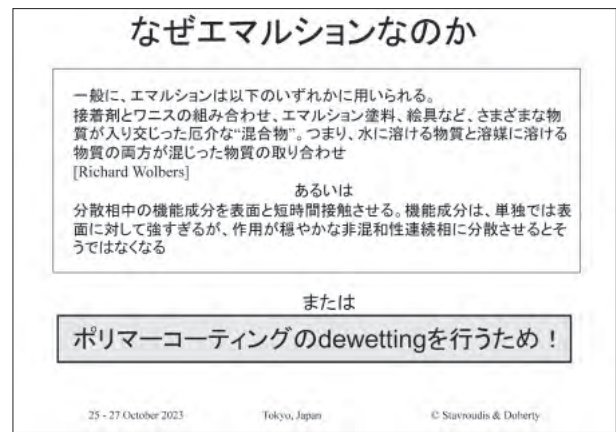 なぜエマルションなのか
一般に、エマルションは以下のいずれかに用いられる。
接着剤とワニスの組み合わせ、エマルション塗料、絵具など、さまざまな物
質が入り交じった厄介な“混合物”。つまり、水に溶ける物質と溶媒に溶ける
物質の両方が混じった物質の取り合わせ
[Richard Wolbers]
あるいは
分散相中の機能成分を表面と短時間接触させる。機能成分は、単独では表
面に対して強すぎるが、作用が穏やかな非混和性連続相に分散させるとそ
うではなくなる
または
ポリマーコーティングのdewettingを行うため！
25 - 27 October 2023 Tokyo, Japan © Stavroudis & Doherty